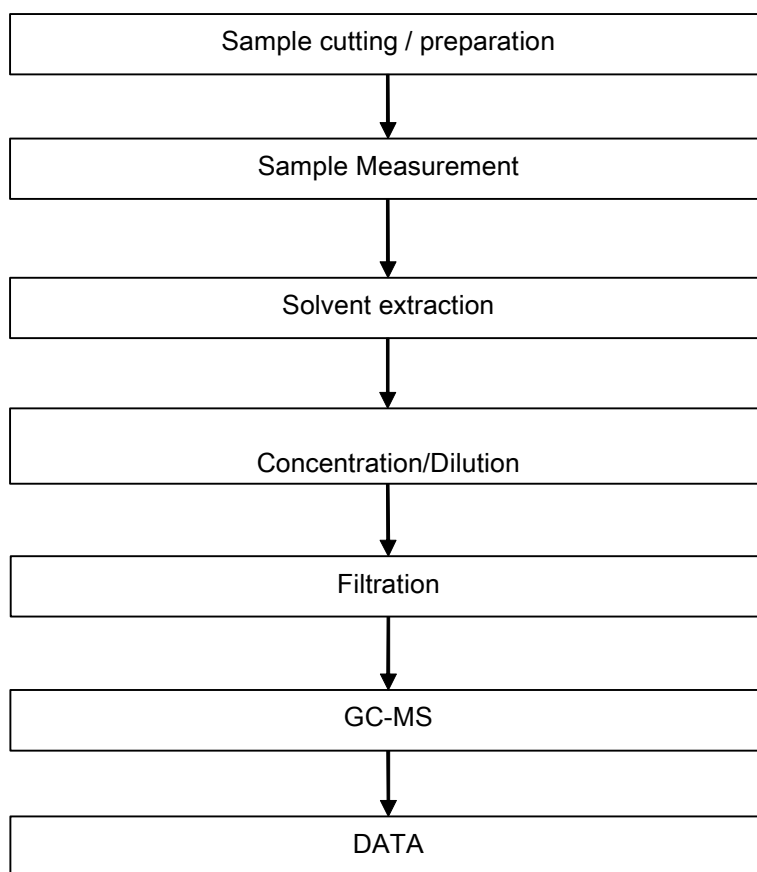 Sample cutting / preparation
Sample Measurement
Solvent extraction
Concentration/Dilution
Filtration
GC-MS
DATA